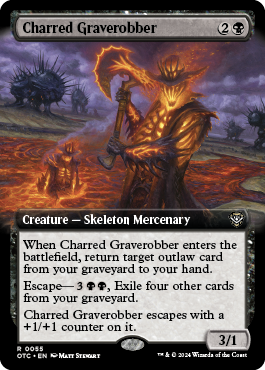 Charred Graverobber 2
Creature — Skeleton Mercenary
When Charred Graverobber enters the
battlefield, return target outlaw card
from your graveyard to your hand.
Escape—3, Exile four other cards
from your graveyard.
Charred Graverobber escapes with a
+1/+1 counter on it.
3/1
R 0055
OTC • EN Matt Stewart
™ & © 2024 Wizards of the Coast